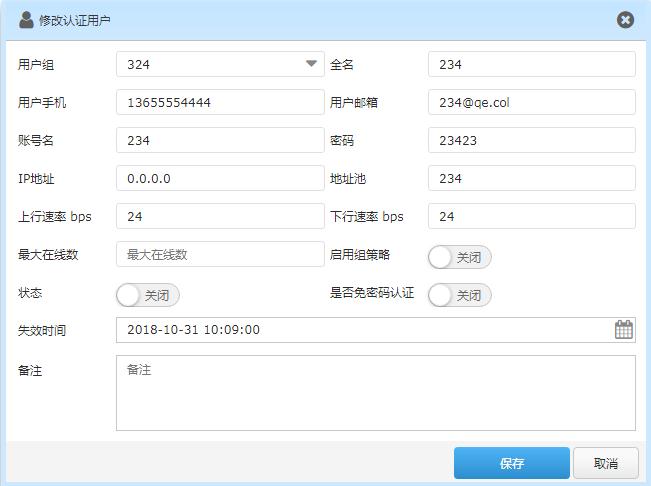 修改认证用户
用户组 324 全名 234
用户手机 13655554444 用户邮箱 234@qe.col
账号名 234 密码 23423
IP地址 0.0.0.0 地址池 234
上行速率 bps 24 下行速率 bps 24
最大在线数 最大在线数 启用组策略 关闭
状态 关闭 是否免密码认证 关闭
失效时间 2018-10-31 10:09:00
备注 备注
保存 取消